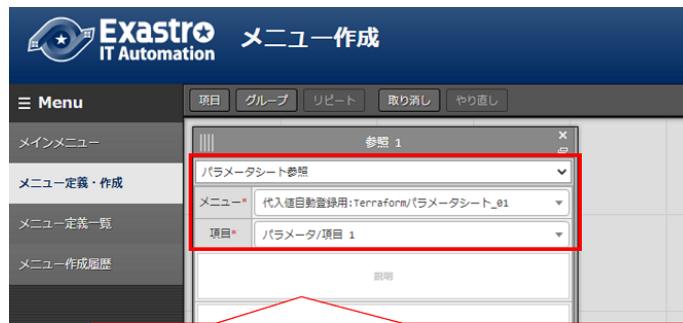 Exastro
IT Automation
メニュー作成
Menu
項目 グループ リピート 取り消し やり直し
メインメニュー
メニュー定義・作成
メニュー定義一覧
メニュー作成履歴
参照 1
パラメータシート参照
メニュー* 代入値自動登録用:Terraform/パラメータシート_01
項目* パラメータ/項目 1
説明